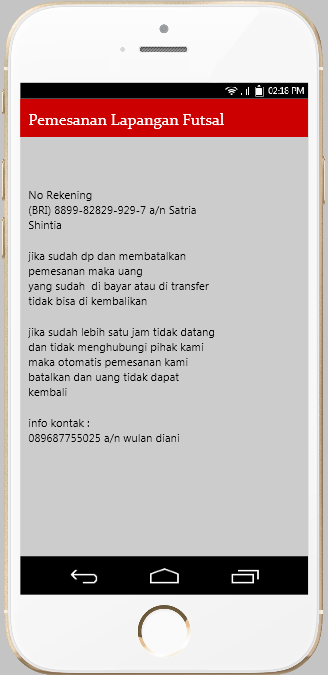 02:18 PM
Pemesanan Lapangan Futsal
No Rekening
(BRI) 8899-82829-929-7 a/n Satria
Shintia
jika sudah dp dan membatalkan
pemesanan maka uang
yang sudah  di bayar atau di transfer
tidak bisa di kembalikan
jika sudah lebih satu jam tidak datang
dan tidak menghubungi pihak kami
maka otomatis pemesanan kami
batalkan dan uang tidak dapat
kembali
info kontak :
089687755025 a/n wulan diani